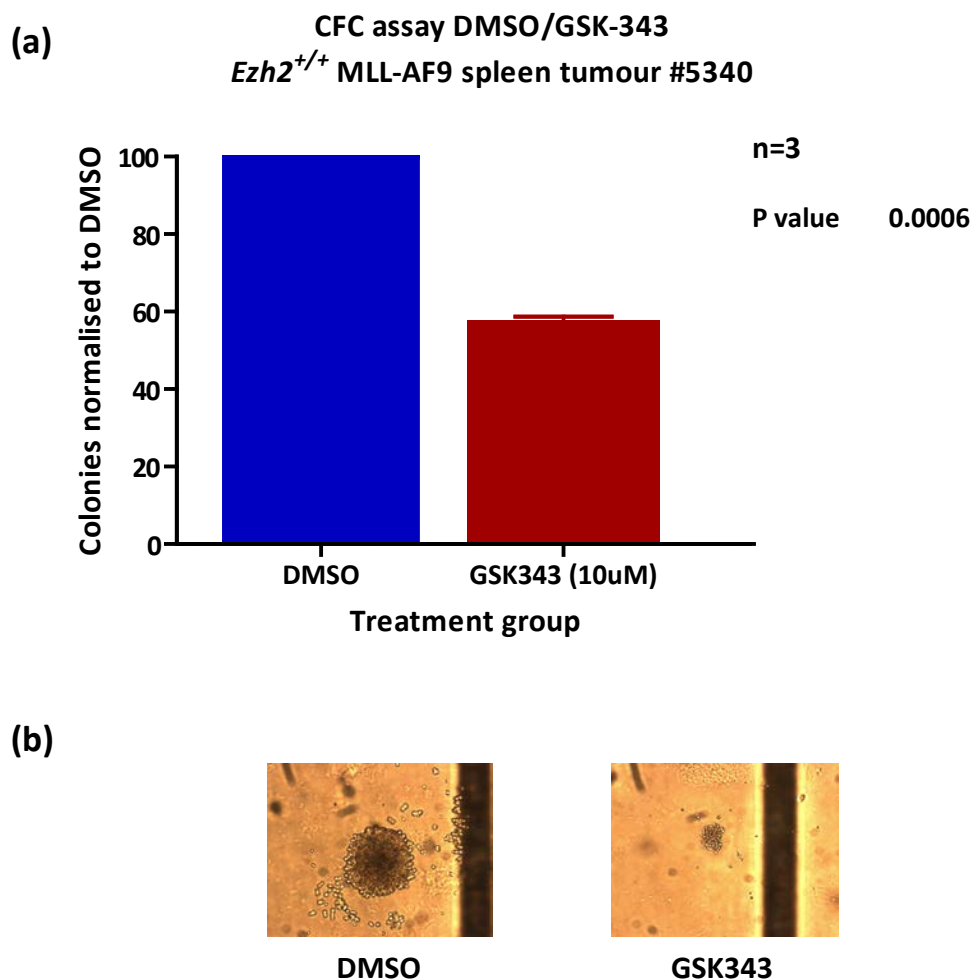 (a)
CFC assay DMSO/GSK-343
Ezh2+/+ MLL-AF9 spleen tumour #5340
n=3
P value 0.0006
Colonies normalised to DMSO
100
80
60
40
20
0
DMSO GSK343 (10uM)
Treatment group
(b)
DMSO GSK343